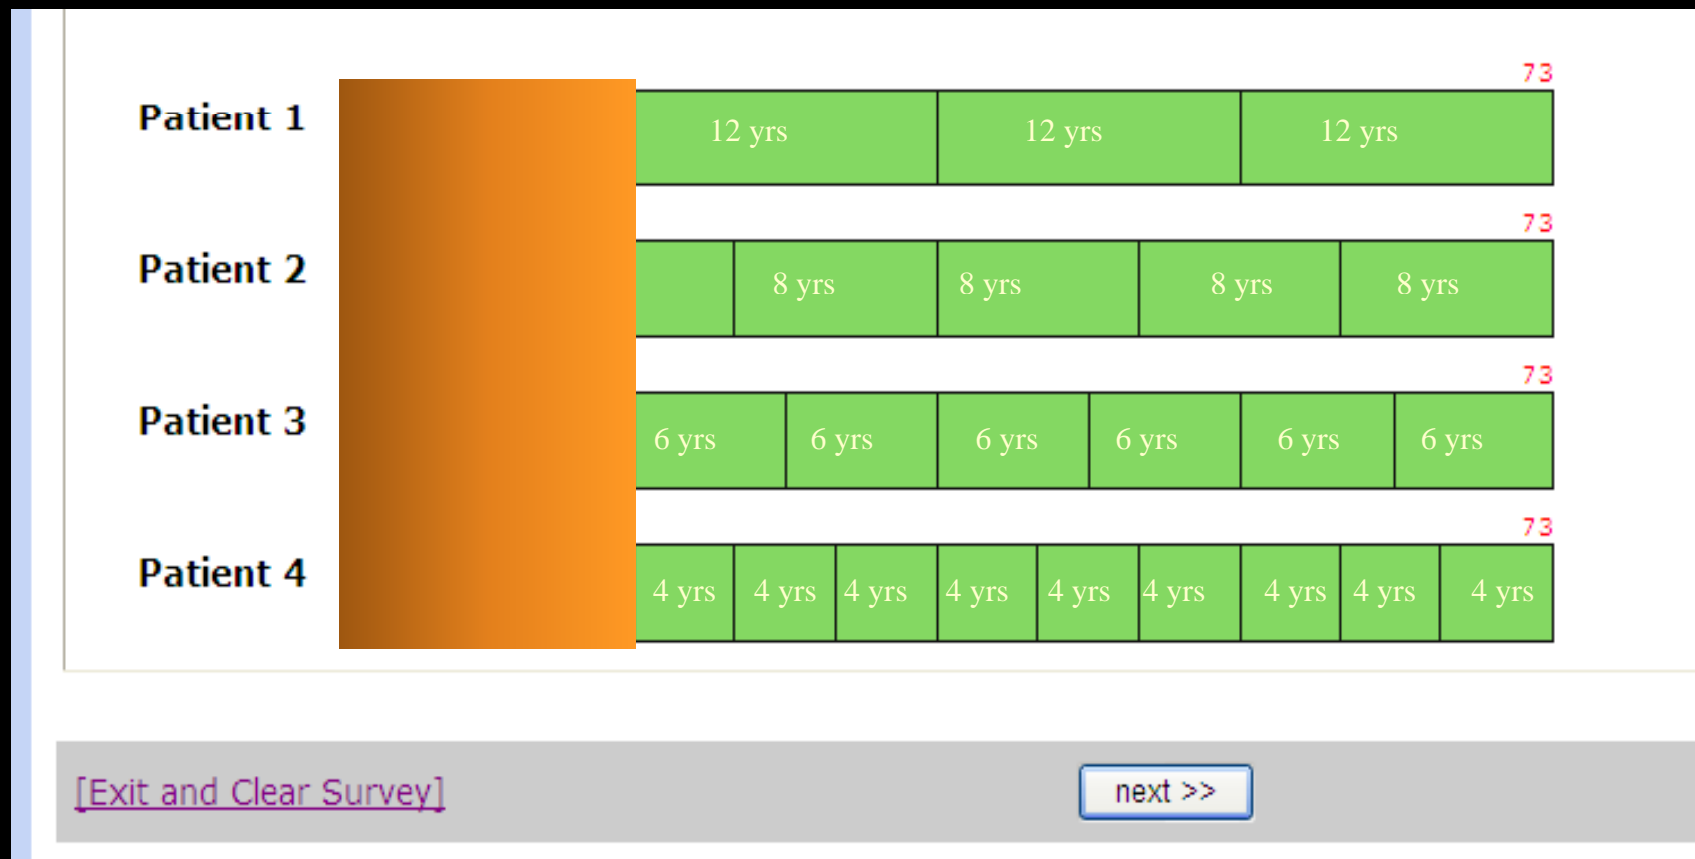 73
Patient 1 12 yrs 12 yrs 12 yrs
73
Patient 2 8 yrs 8 yrs 8 yrs 8 yrs
73
Patient 3 6 yrs 6 yrs 6 yrs 6 yrs 6 yrs 6 yrs
73
Patient 4 4 yrs 4 yrs 4 yrs 4 yrs 4 yrs 4 yrs 4 yrs 4 yrs 4 yrs
[Exit and Clear Survey] next >>